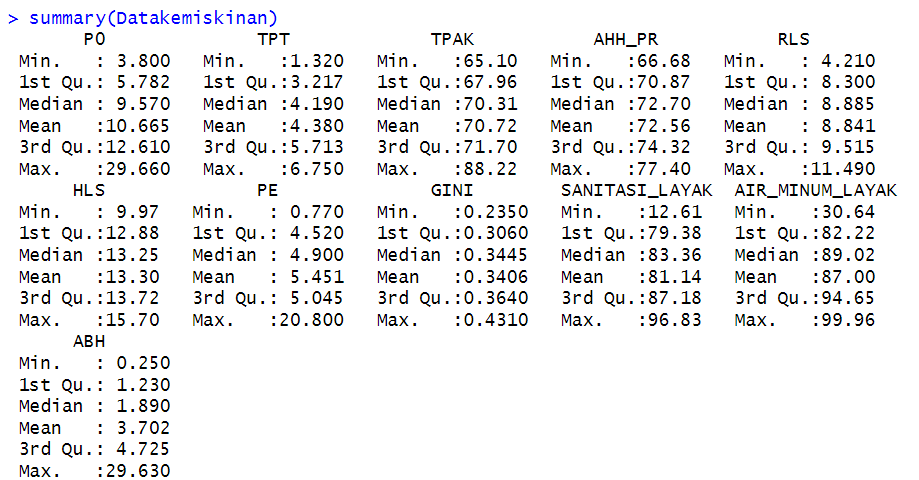 > summary(Datakemiskinan)
       P0              TPT             TPAK          AHH_PR           RLS
 Min.   : 3.800   Min.   :1.320   Min.   :65.10   Min.   :66.68   Min.   : 4.210
 1st Qu.: 5.782   1st Qu.:3.217   1st Qu.:67.96   1st Qu.:70.87   1st Qu.: 8.300
 Median : 9.570   Median :4.190   Median :70.31   Median :72.70   Median : 8.885
 Mean   :10.665   Mean   :4.380   Mean   :70.72   Mean   :72.56   Mean   : 8.841
 3rd Qu.:12.610   3rd Qu.:5.713   3rd Qu.:71.70   3rd Qu.:74.32   3rd Qu.: 9.515
 Max.   :29.660   Max.   :6.750   Max.   :88.22   Max.   :77.40   Max.   :11.490
      HLS              PE              GINI        SANITASI_LAYAK  AIR_MINUM_LAYAK
 Min.   : 9.97   Min.   : 0.770   Min.   :0.2350   Min.   :12.61   Min.   :30.64
 1st Qu.:12.88   1st Qu.: 4.520   1st Qu.:0.3060   1st Qu.:79.38   1st Qu.:82.22
 Median :13.25   Median : 4.900   Median :0.3445   Median :83.36   Median :89.02
 Mean   :13.30   Mean   : 5.451   Mean   :0.3406   Mean   :81.14   Mean   :87.00
 3rd Qu.:13.72   3rd Qu.: 5.045   3rd Qu.:0.3640   3rd Qu.:87.18   3rd Qu.:94.65
 Max.   :15.70   Max.   :20.800   Max.   :0.4310   Max.   :96.83   Max.   :99.96
      ABH
 Min.   : 0.250
 1st Qu.: 1.230
 Median : 1.890
 Mean   : 3.702
 3rd Qu.: 4.725
 Max.   :29.630